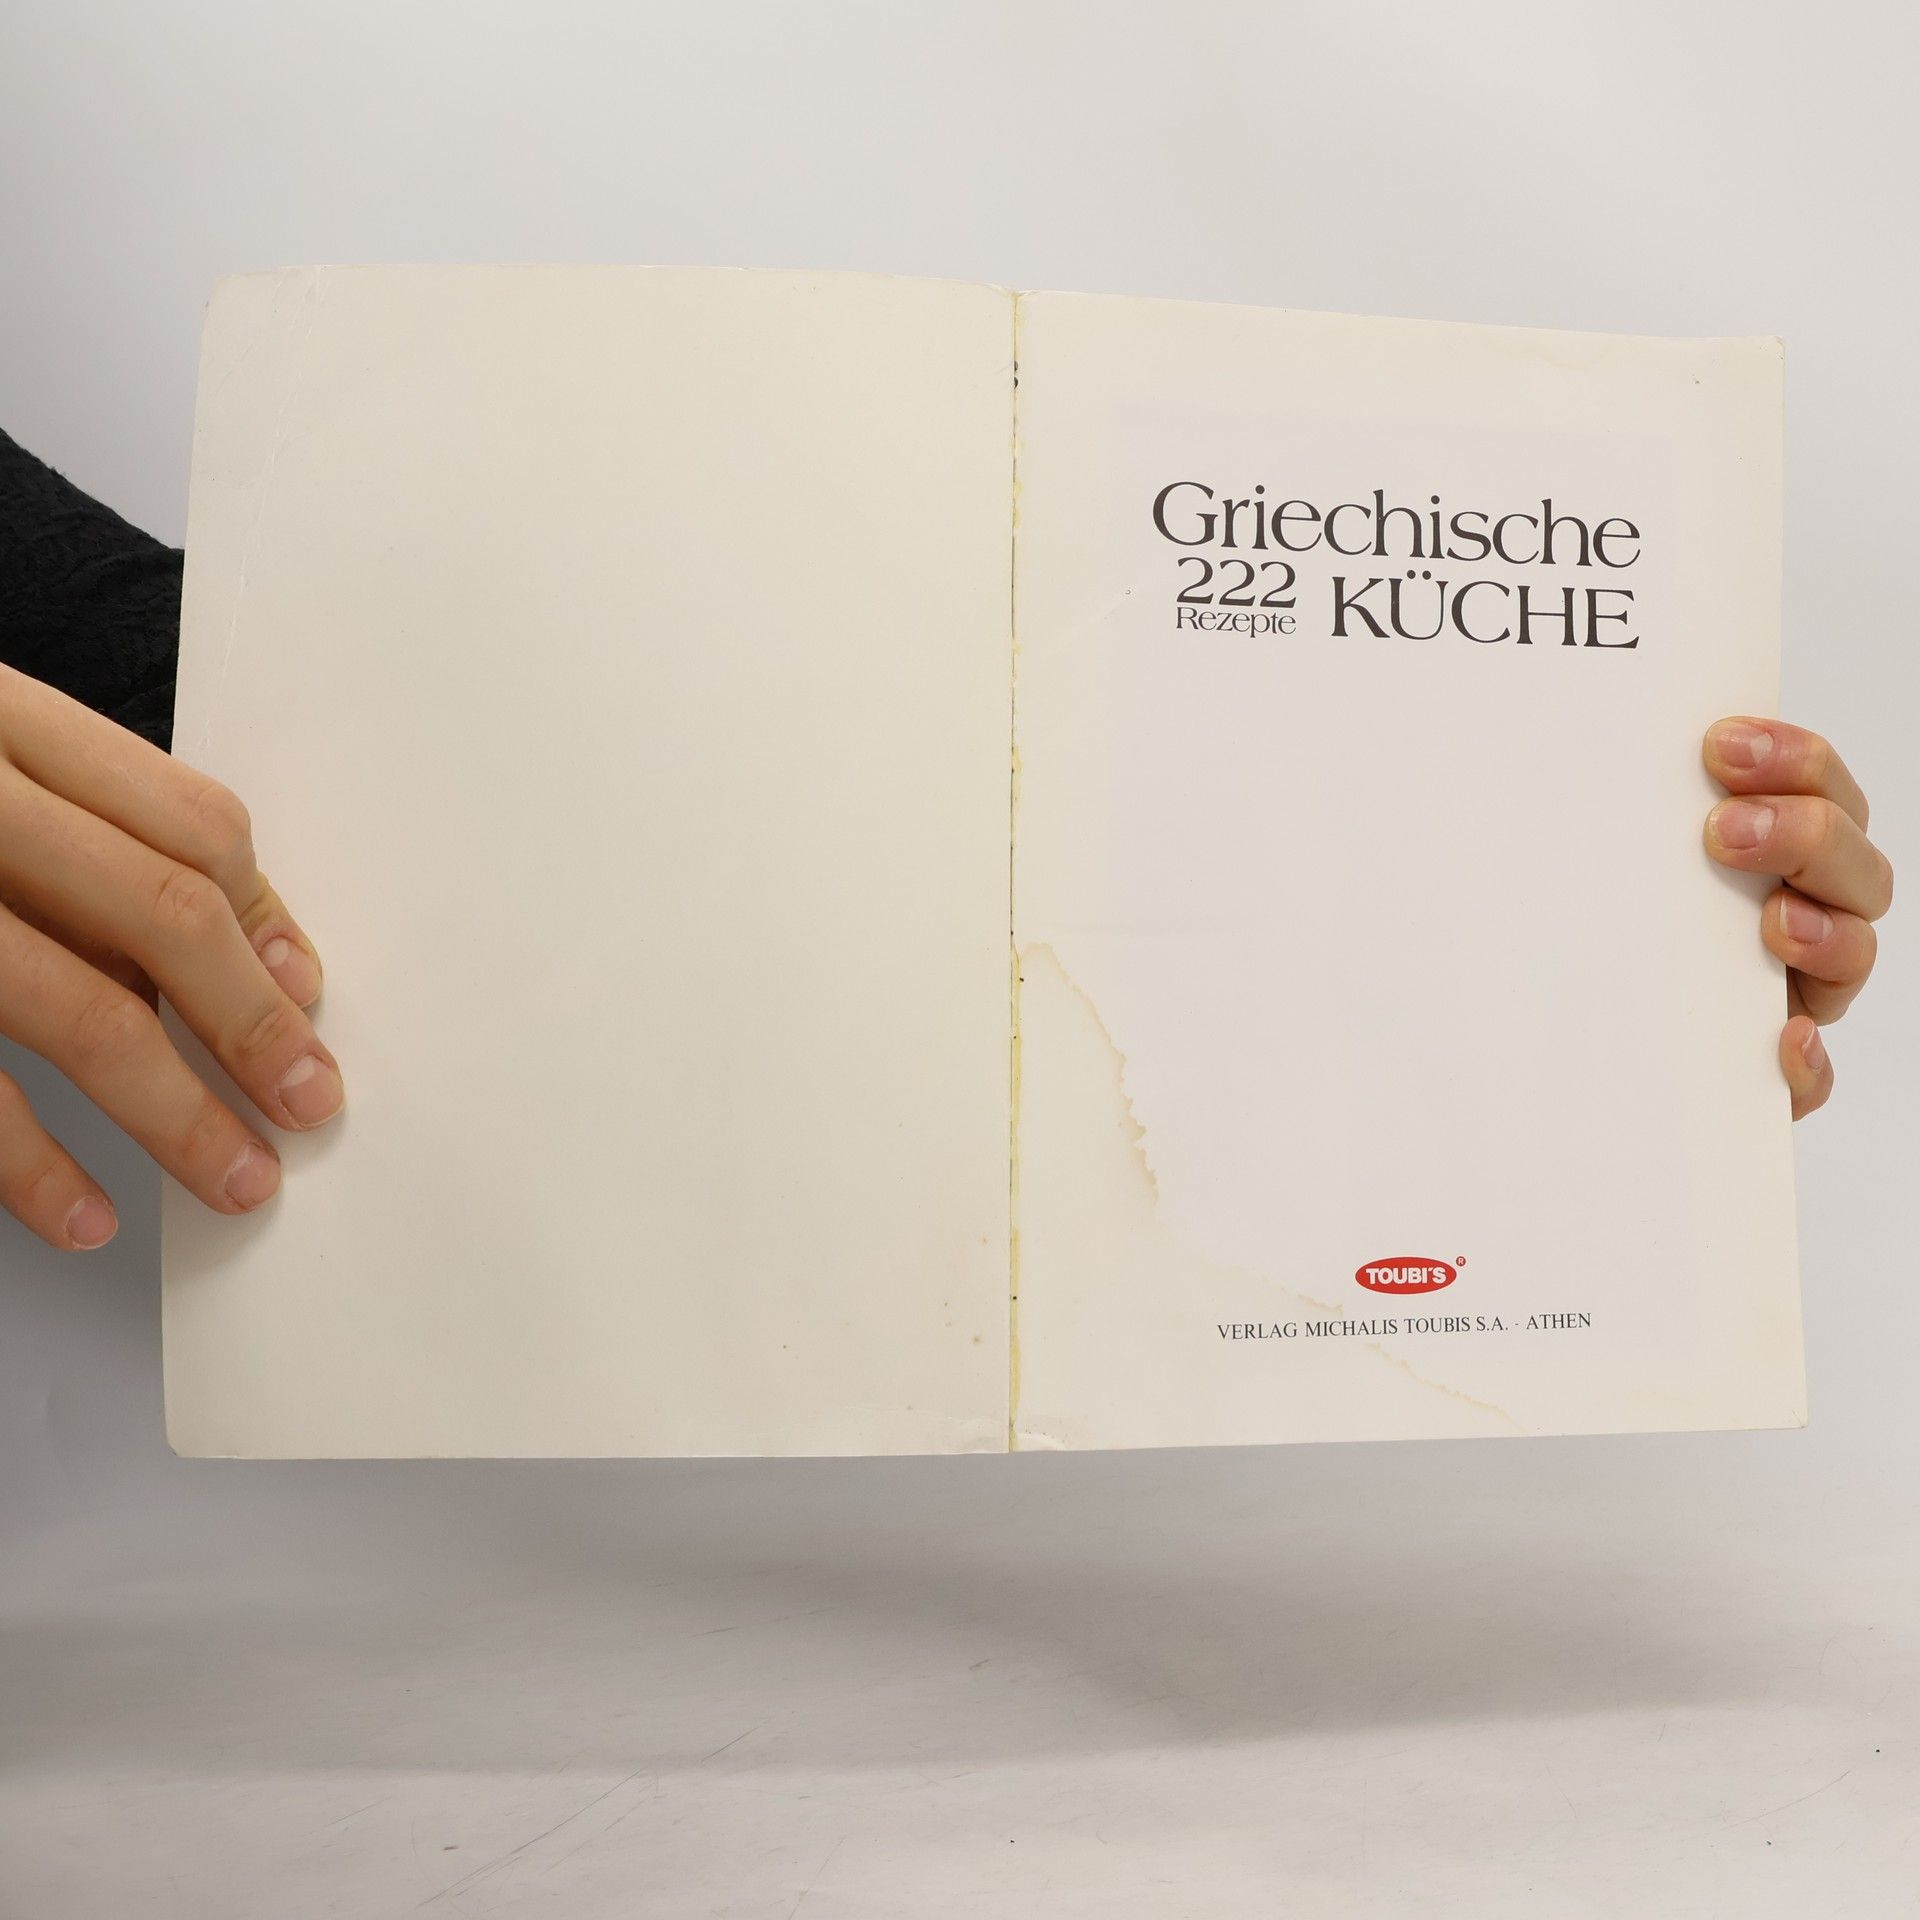 Griechische
222 KÜCHE
Rezepte
TOUBI'S®
VERLAG MICHALIS TOUBIS S.A. - ATHEN